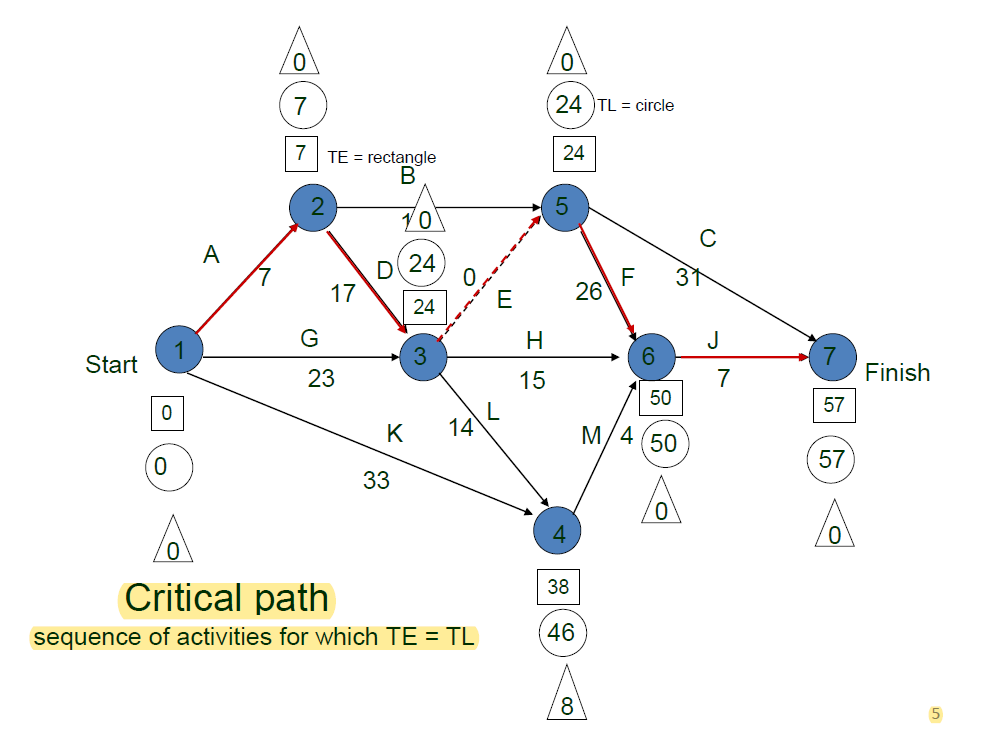 0
0
7
24
TL = circle
7
TE = rectangle
24
B
2
5
0
A
C
24
D
0
F
7
17
E
26
31
24
1
G
3
H
6
J
7
Start
23
15
7
Finish
0
50
57
L
K
14
M
4
50
0
33
57
0
4
0
0
38
Critical path
46
sequence of activities for which TE = TL
8
5